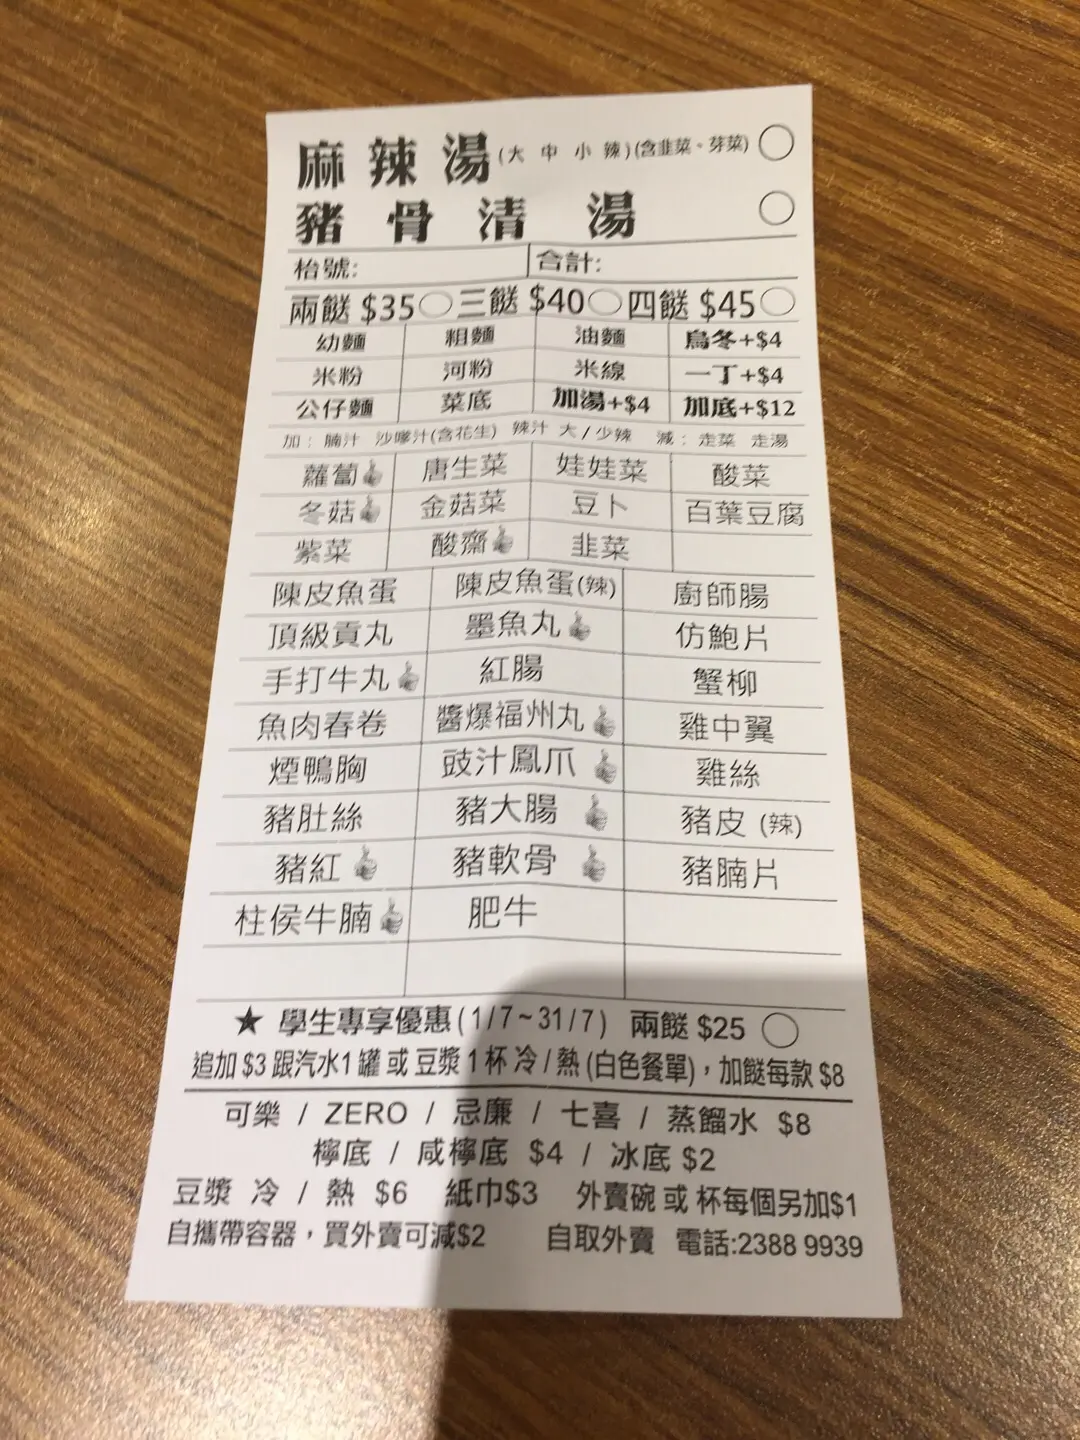 麻辣湯(大 中 小 辣)(含韭菜、芽菜)
豬骨清湯
枱號: 合計:
兩餸 $35 三餸 $40 四餸 $45
幼麵 粗麵 油麵 烏冬+$4
米粉 河粉 米線 一丁+$4
公仔麵 菜底 加湯+$4 加底+$12
加: 腩汁 沙嗲汁(含花生) 辣汁 大/少辣 減: 走菜 走湯
蘿蔔 唐生菜 娃娃菜 酸菜
冬菇 金菇菜 豆卜 百葉豆腐
紫菜 酸齋 韭菜
陳皮魚蛋 陳皮魚蛋(辣) 廚師腸
頂級貢丸 墨魚丸 仿鮑片
手打牛丸 紅腸 蟹柳
魚肉春卷 醬爆福州丸 雞中翼
煙鴨胸 豉汁鳳爪 雞絲
豬肚絲 豬大腸 豬皮 (辣)
豬紅 豬軟骨 豬腩片
柱侯牛腩 肥牛
★ 學生專享優惠(1/7~31/7) 兩餸 $25
追加 $3 跟汽水1 罐 或 豆漿 1 杯 冷 / 熱 (白色餐單), 加餸每款 $8
可樂 / ZERO / 忌廉 / 七喜 / 蒸餾水 $8
檸底 / 咸檸底 $4 / 冰底 $2
豆漿 冷 / 熱 $6 紙巾$3 外賣碗 或 杯每個另加$1
自攜帶容器,買外賣可減$2 自取外賣 電話:2388 9939